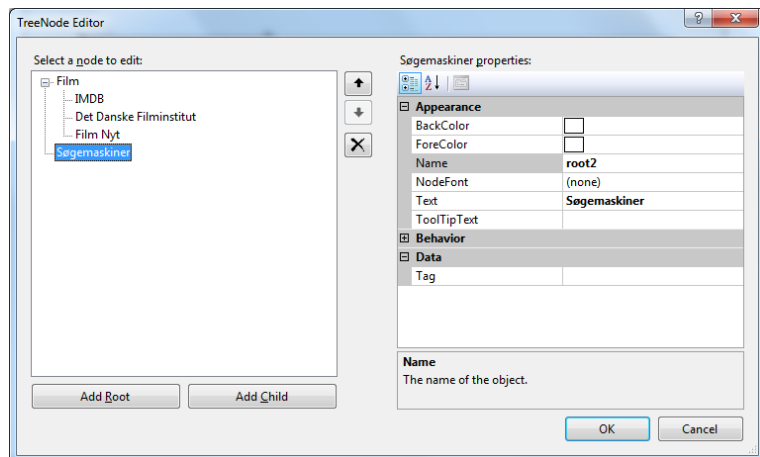 TreeNode Editor
Select a node to edit:
Film
IMDB
Det Danske Filminstitut
Film Nyt
Søgemaskiner
Add Root
Add Child
Søgemaskiner properties:
Appearance
BackColor
ForeColor
Name root2
NodeFont (none)
Text Søgemaskiner
ToolTipText
Behavior
Data
Tag
Name
The name of the object.
OK
Cancel